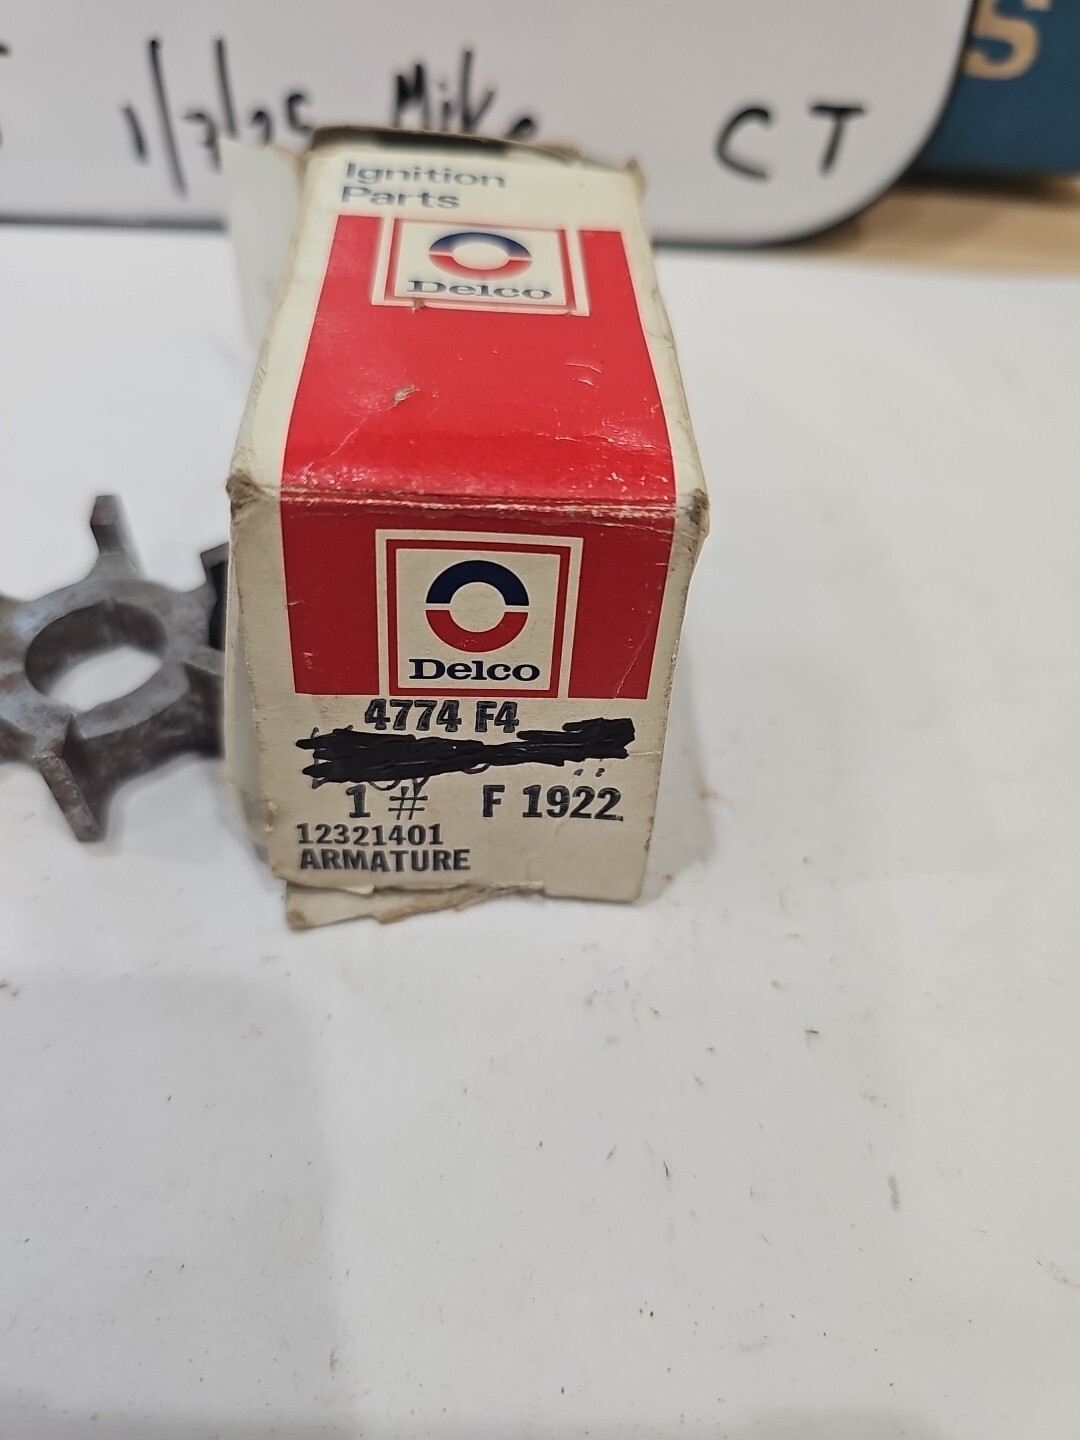 1/7/25 Mike CT
S
Ignition
Parts
Delco
Delco
4774 F4
1 # F 1922
12321401
ARMATURE